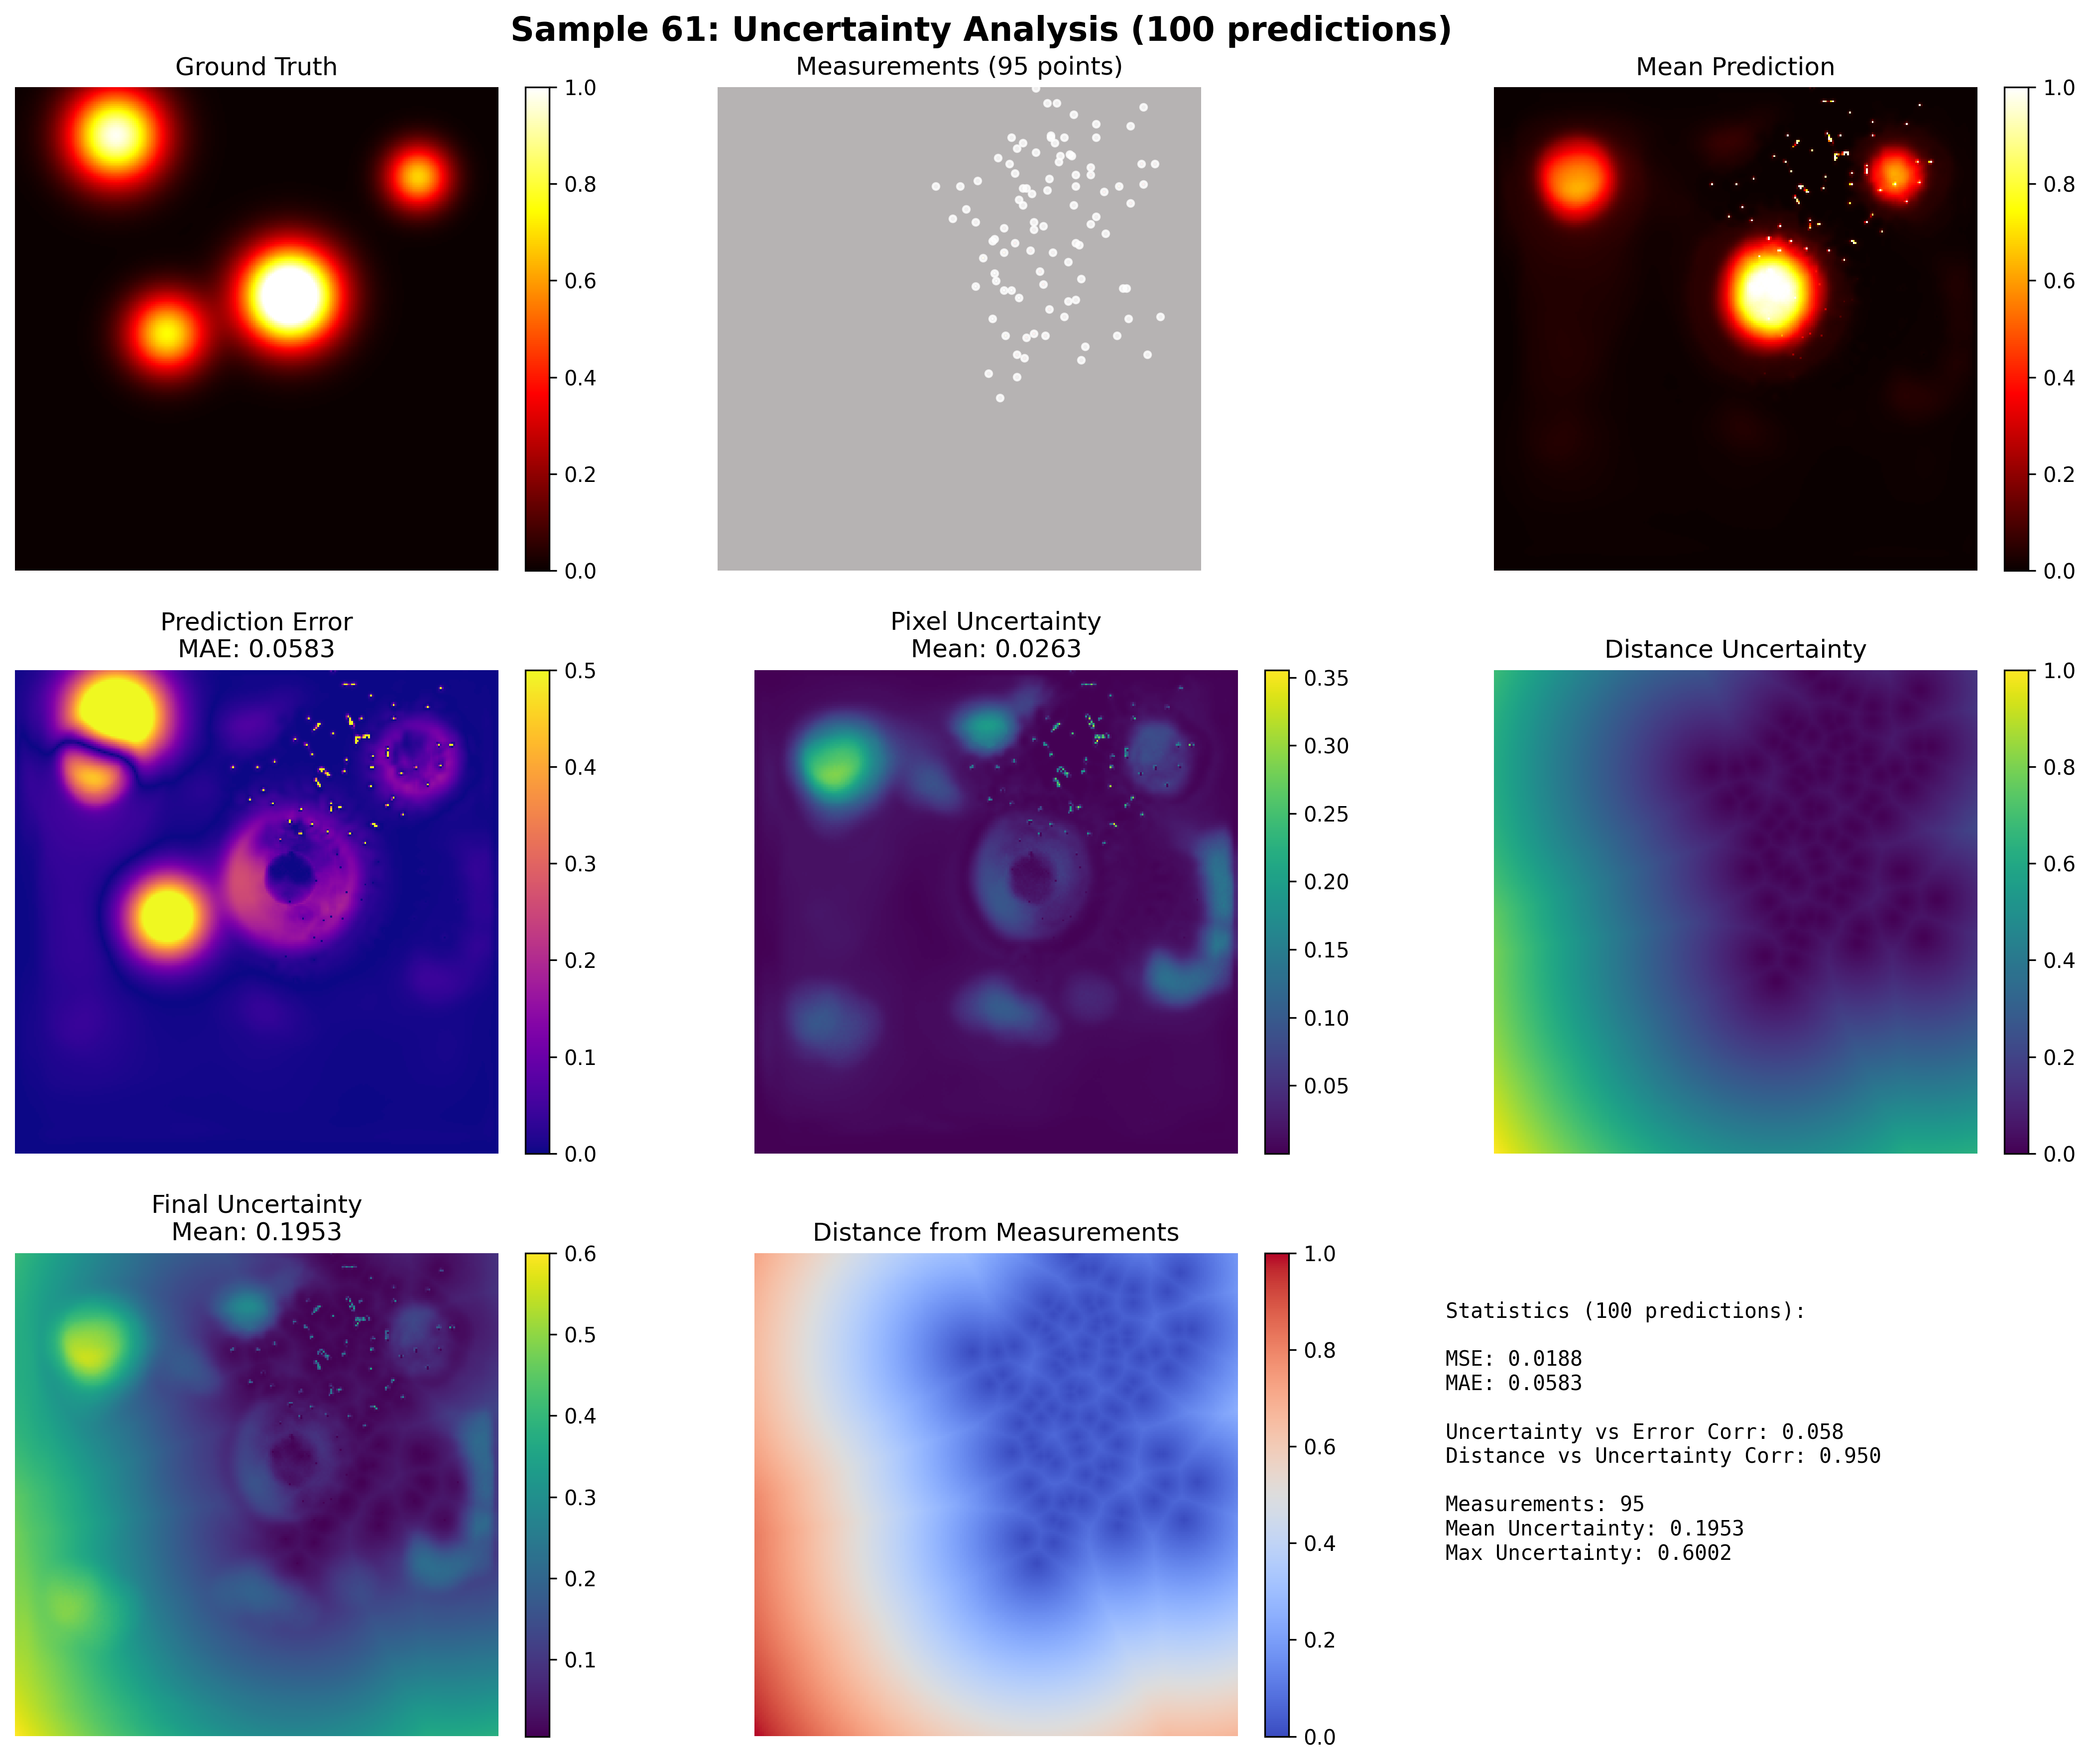 Sample 61: Uncertainty Analysis (100 predictions)
Ground Truth
1.0
0.8
0.6
0.4
0.2
0.0
Measurements (95 points)
Mean Prediction
1.0
0.8
0.6
0.4
0.2
0.0
Prediction Error
MAE: 0.0583
0.5
0.4
0.3
0.2
0.1
0.0
Pixel Uncertainty
Mean: 0.0263
0.35
0.30
0.25
0.20
0.15
0.10
0.05
Distance Uncertainty
1.0
0.8
0.6
0.4
0.2
0.0
Final Uncertainty
Mean: 0.1953
0.6
0.5
0.4
0.3
0.2
0.1
Distance from Measurements
1.0
0.8
0.6
0.4
0.2
0.0
Statistics (100 predictions):
MSE: 0.0188
MAE: 0.0583
Uncertainty vs Error Corr: 0.058
Distance vs Uncertainty Corr: 0.950
Measurements: 95
Mean Uncertainty: 0.1953
Max Uncertainty: 0.6002